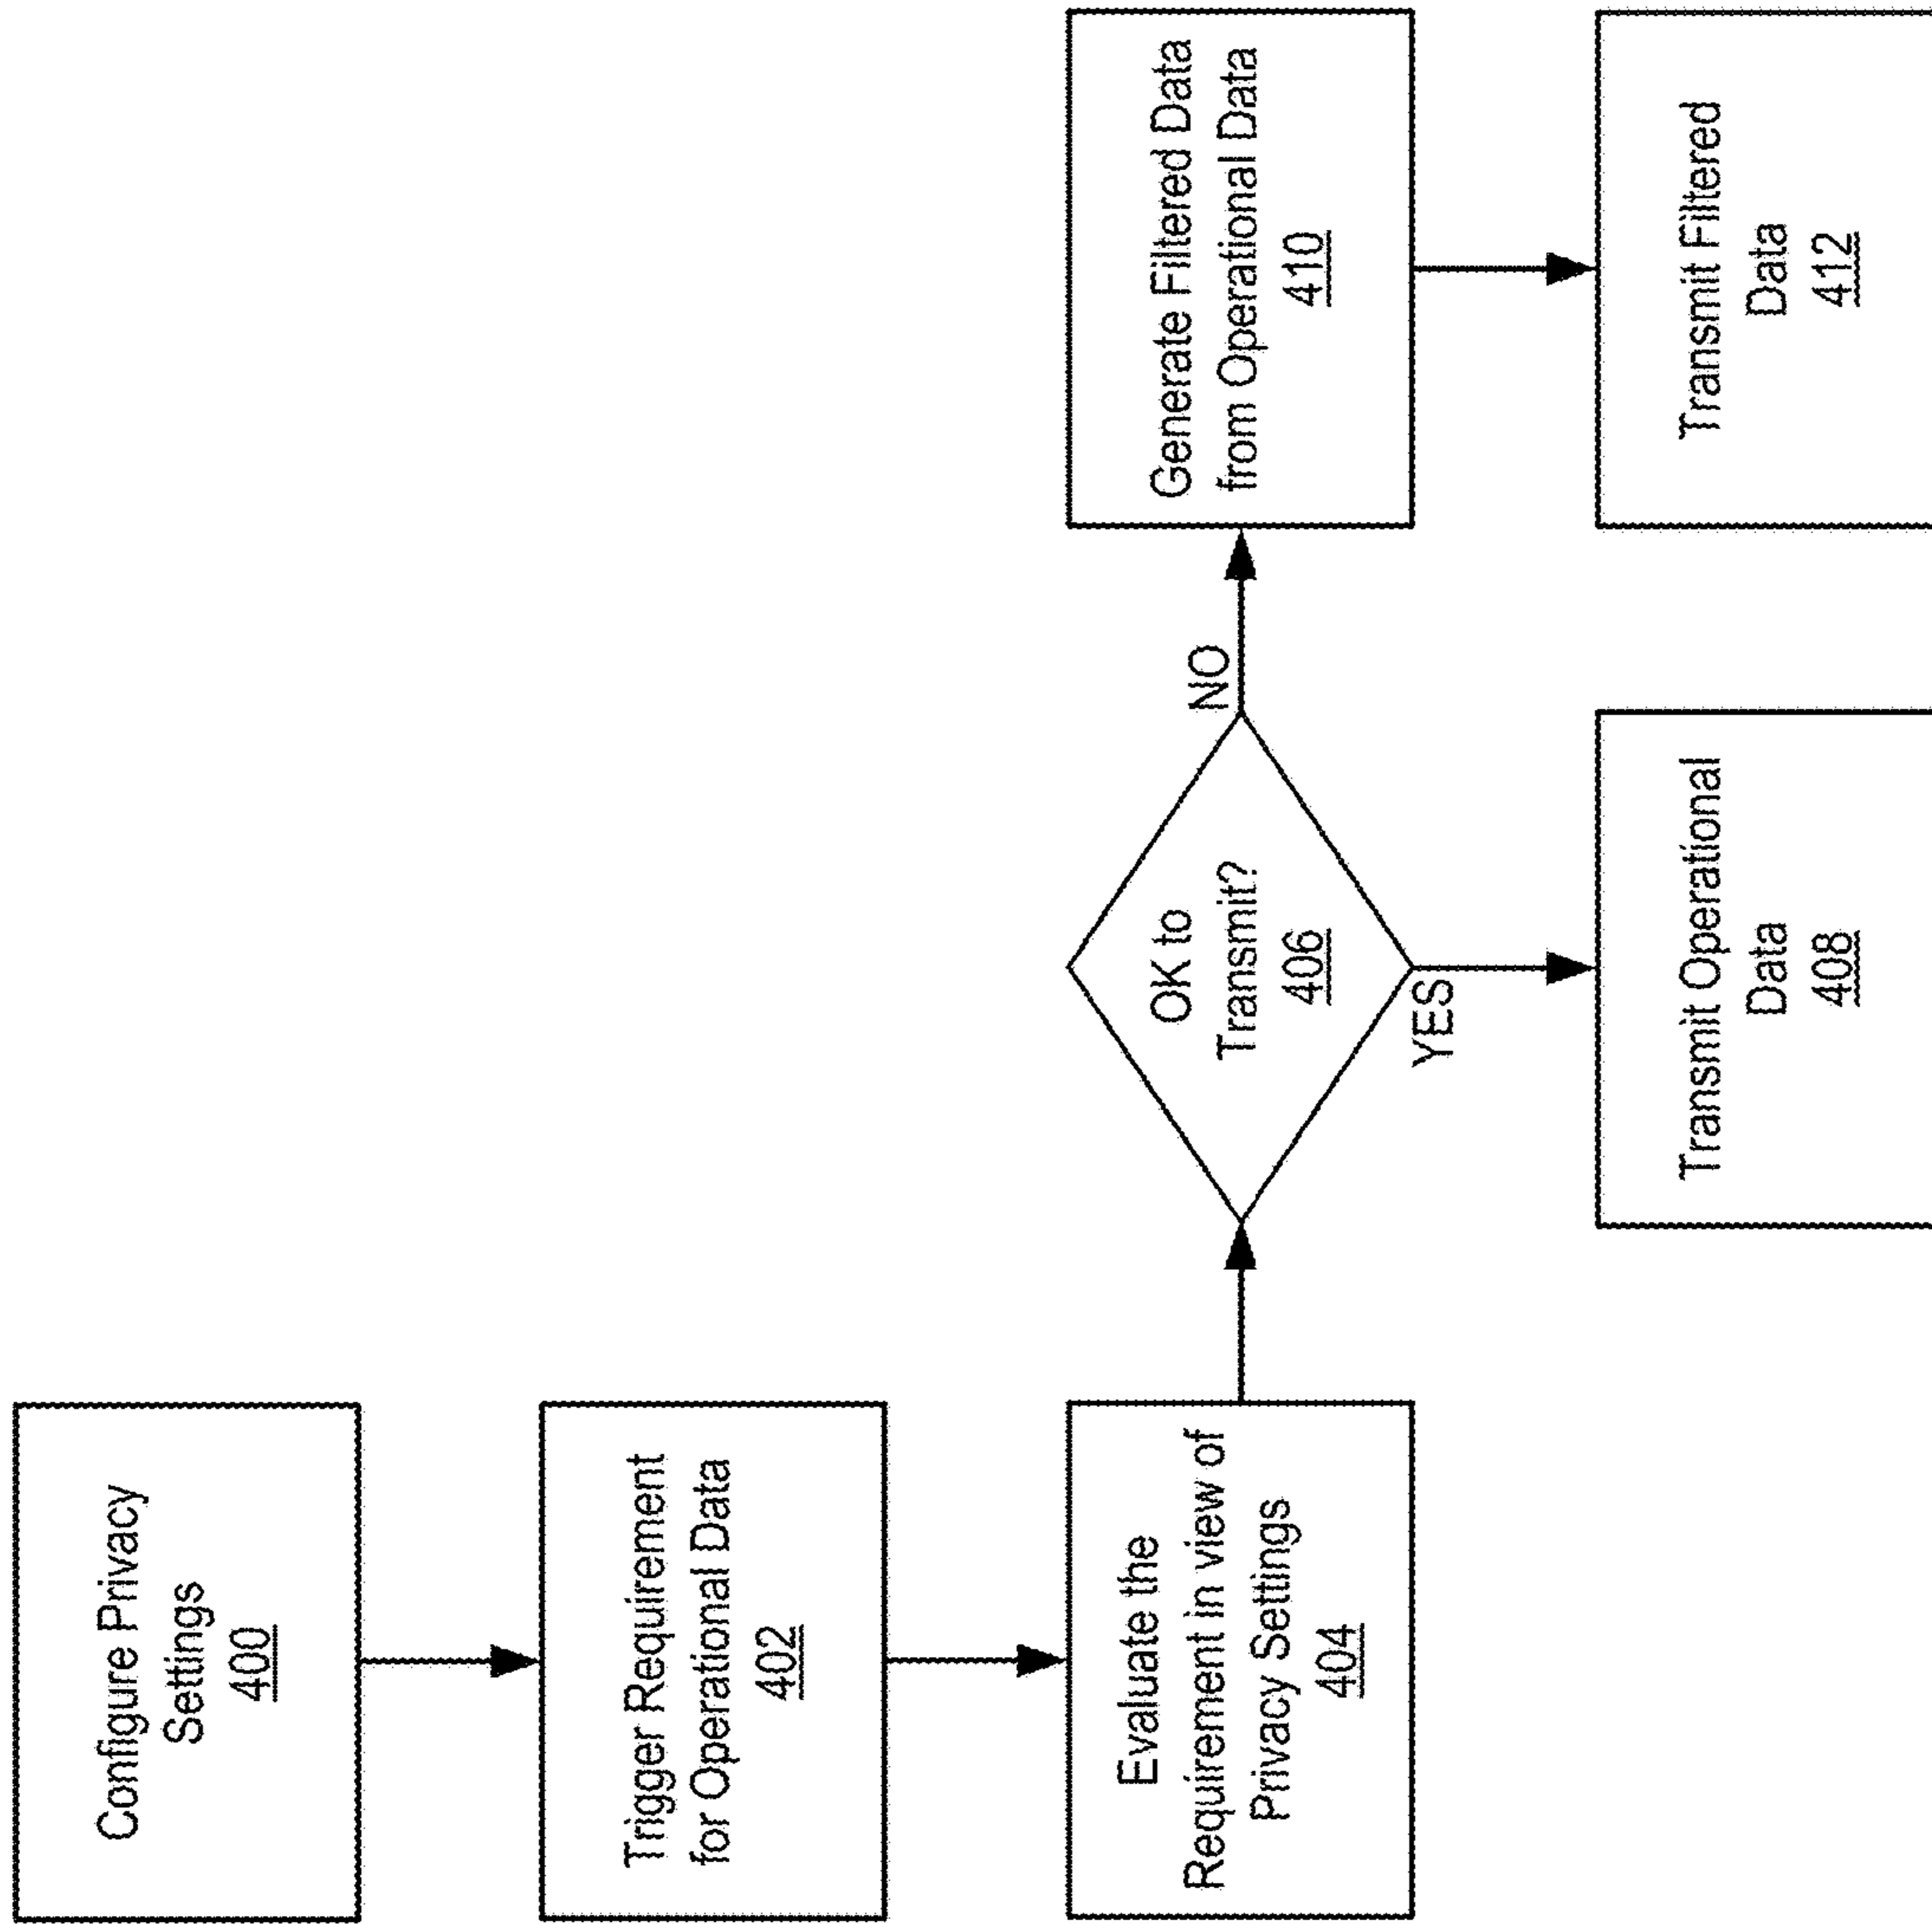 Configure Privacy
Settings
400
Trigger Requirement
for Operational Data
402
Evaluate the
Requirement in view of
Privacy Settings
404
OK to
Transmit?
406
NO
YES
Generate Filtered Data
from Operational Data
410
Transmit Operational
Data
408
Transmit Filtered
Data
412